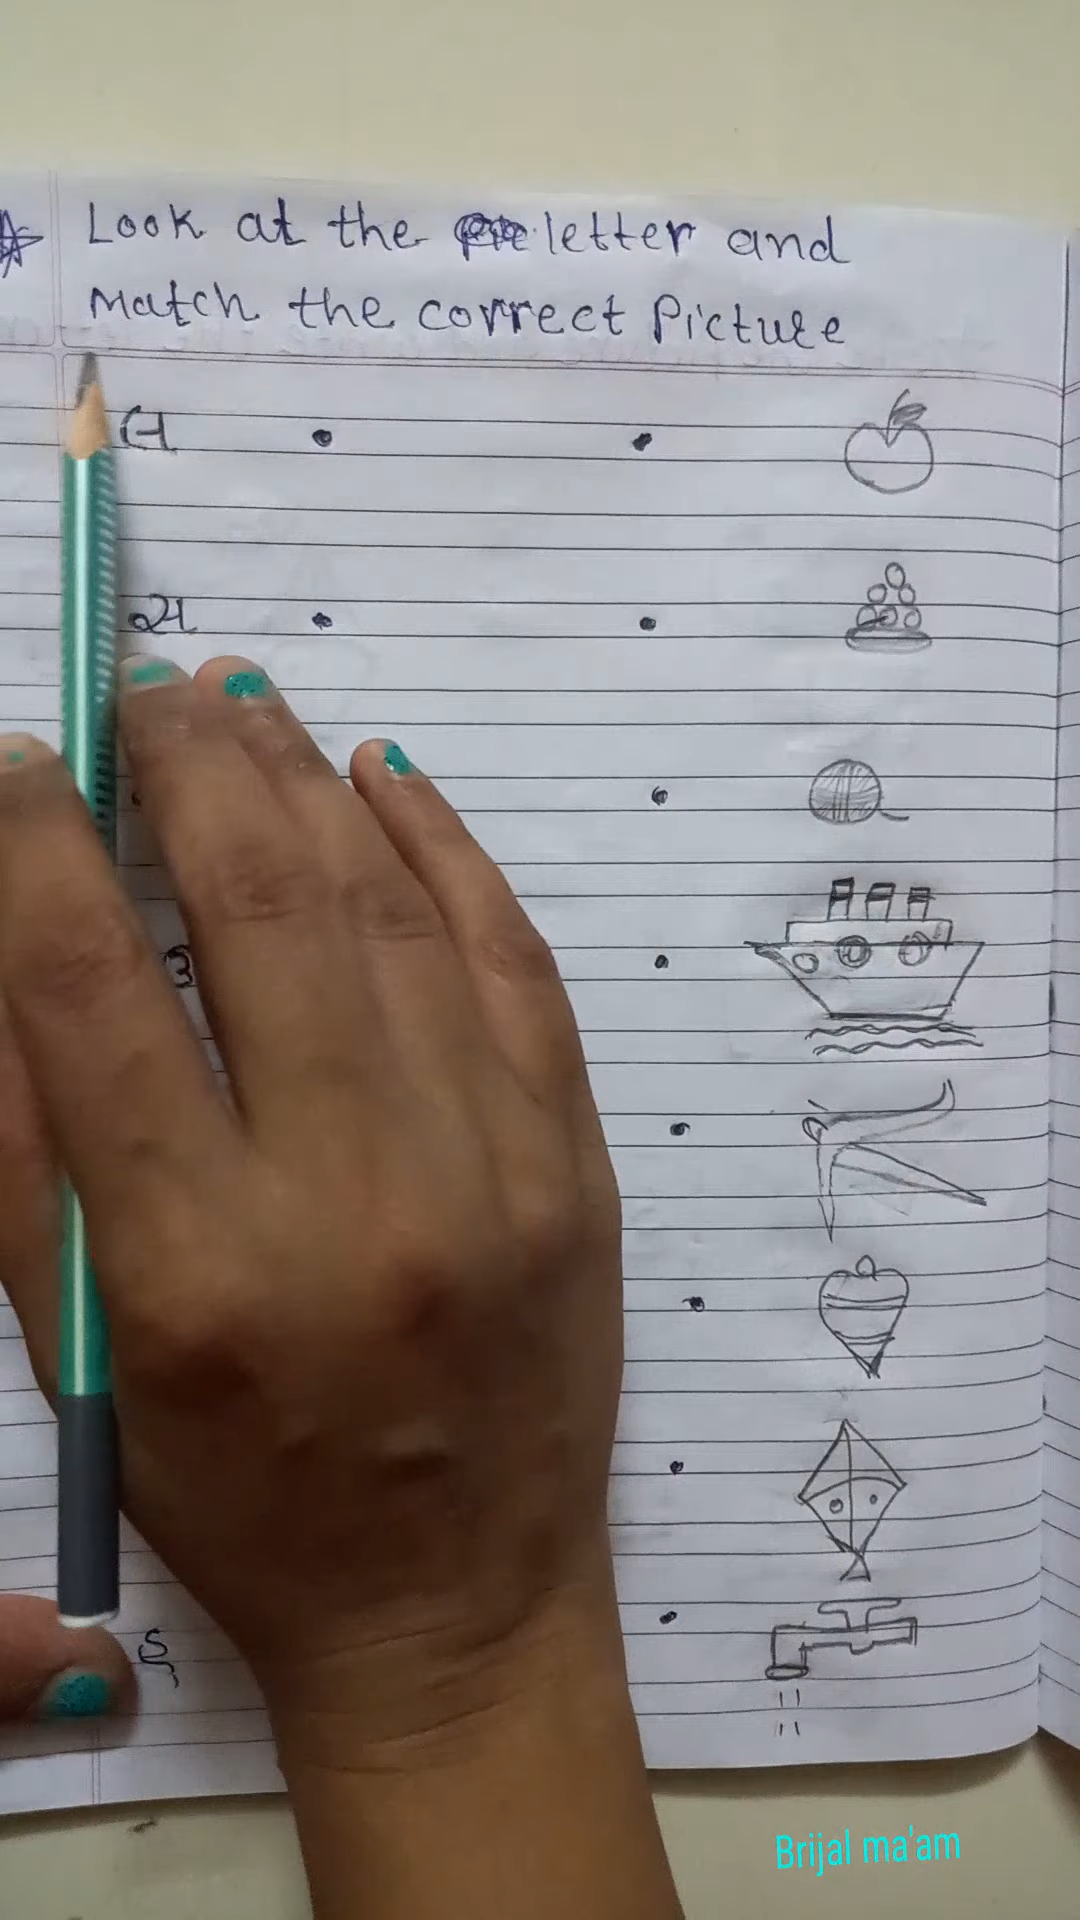 Look at the letter and
Match the correct Picture
ન
અ
ડ
Brijal ma'am